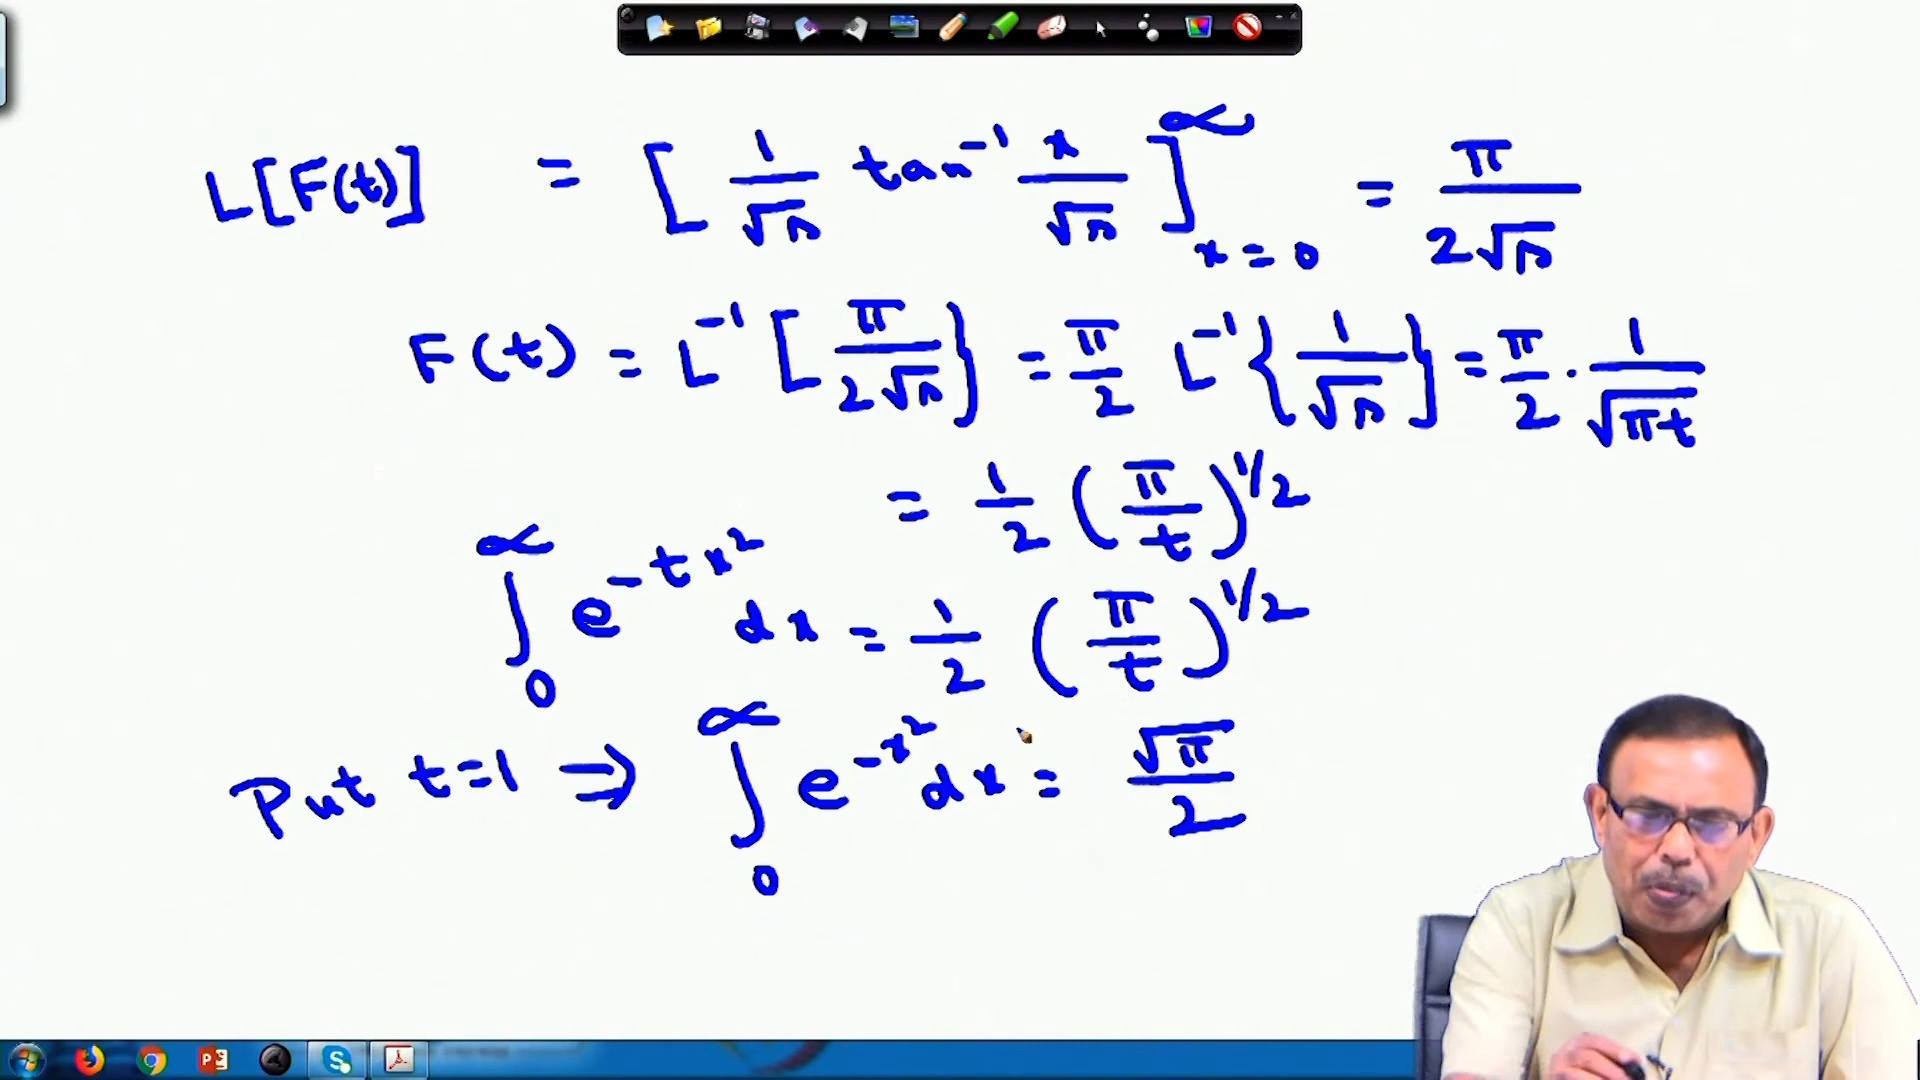 L[F(t)] = [ 1/√s tan⁻¹ x/√s ]_{x=0}^{∞} = π/(2√s)
F(t) = L⁻¹ [ π/(2√s) } = π/2 L⁻¹ { 1/√s } = π/2 · 1/√(πt)
= 1/2 (π/t)^{1/2}
∫_0^∞ e^{-tx²} dx = 1/2 (π/t)^{1/2}
Put t=1 ⇒ ∫_0^∞ e^{-x²} dx = √π/2